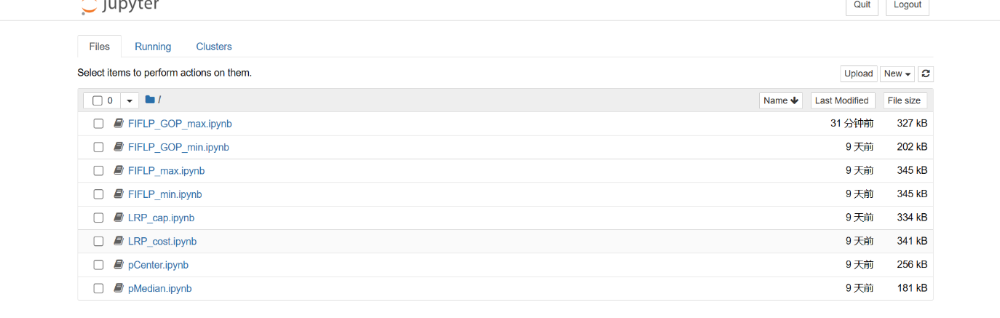 jupyter
Quit Logout
Files Running Clusters
Select items to perform actions on them.
Upload New
0 / Name Last Modified File size
FIFLP_GOP_max.ipynb 31 分钟前 327 kB
FIFLP_GOP_min.ipynb 9 天前 202 kB
FIFLP_max.ipynb 9 天前 345 kB
FIFLP_min.ipynb 9 天前 345 kB
LRP_cap.ipynb 9 天前 334 kB
LRP_cost.ipynb 9 天前 341 kB
pCenter.ipynb 9 天前 256 kB
pMedian.ipynb 9 天前 181 kB